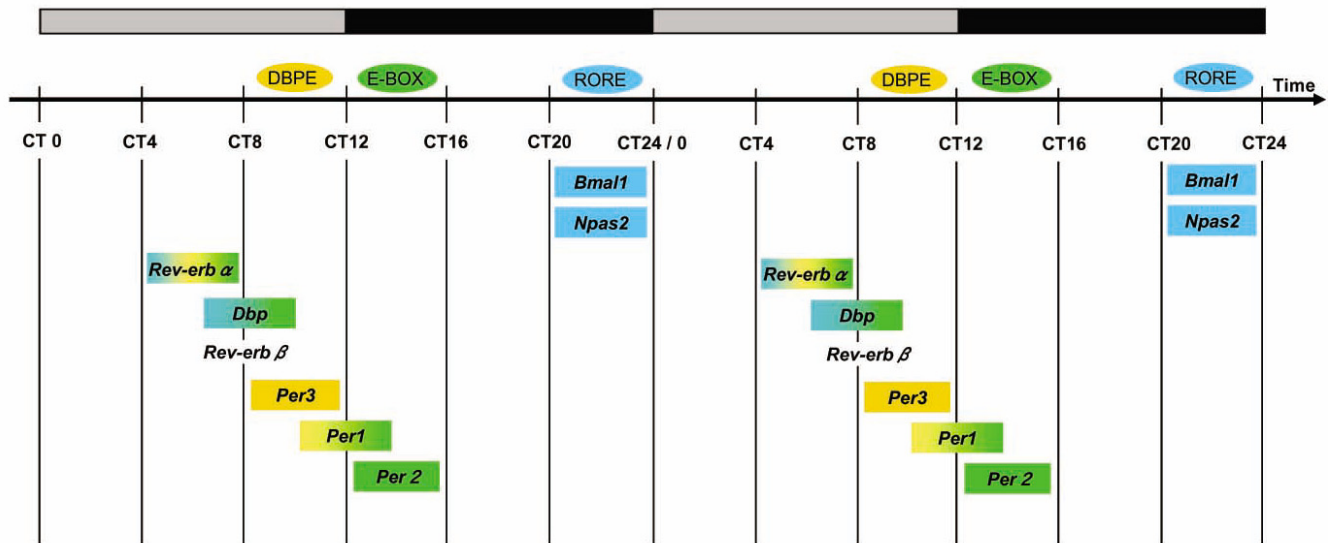 DBPE E-BOX RORE DBPE E-BOX RORE Time
CT 0 CT4 CT8 CT12 CT16 CT20 CT24 / 0 CT4 CT8 CT12 CT16 CT20 CT24
Bmal1 Bmal1
Npas2 Npas2
Rev-erb α Rev-erb α
Dbp Dbp
Rev-erb β Rev-erb β
Per3 Per3
Per1 Per1
Per 2 Per 2